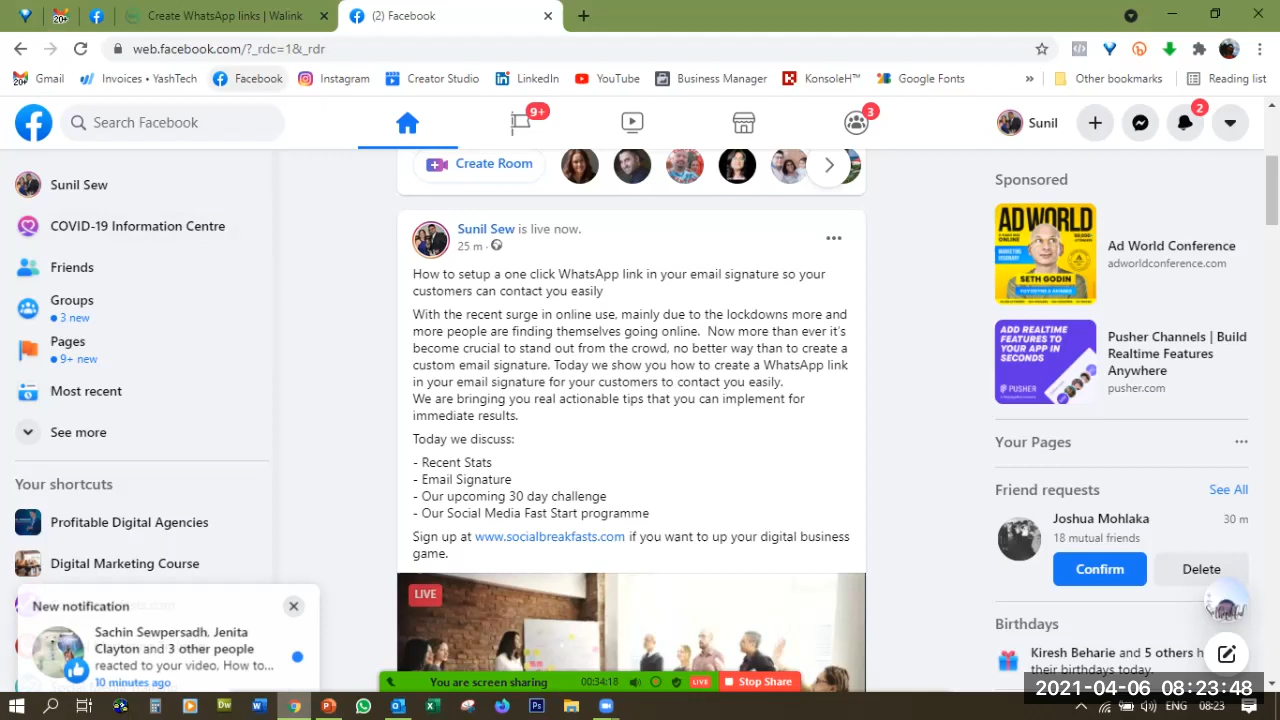 Create WhatsApp links | Walink
(2) Facebook
web.facebook.com/?_rdc=1&_rdr
Gmail
Invoices • YashTech
Facebook
Instagram
Creator Studio
LinkedIn
YouTube
Business Manager
KonsoleH™
Google Fonts
»
Other bookmarks
Reading list
Search Facebook
9+
3
Sunil
2
Sunil Sew
COVID-19 Information Centre
Friends
Groups
3 new
Pages
9+ new
Most recent
See more
Your shortcuts
Profitable Digital Agencies
Digital Marketing Course
New notification
Sachin Sewpersadh, Jenita
Clayton and 3 other people
reacted to your video, How to...
10 minutes ago
Create Room
Sunil Sew is live now.
25 m ·
How to setup a one click WhatsApp link in your email signature so your
customers can contact you easily
With the recent surge in online use, mainly due to the lockdowns more and
more people are finding themselves going online. Now more than ever it's
become crucial to stand out from the crowd, no better way than to create a
custom email signature. Today we show you how to create a WhatsApp link
in your email signature for your customers to contact you easily.
We are bringing you real actionable tips that you can implement for
immediate results.
Today we discuss:
- Recent Stats
- Email Signature
- Our upcoming 30 day challenge
- Our Social Media Fast Start programme
Sign up at www.socialbreakfasts.com if you want to up your digital business
game.
LIVE
You are screen sharing
00:34:18
LIVE
Stop Share
Sponsored
AD WORLD
SETH GODIN
Ad World Conference
adworldconference.com
ADD REALTIME
FEATURES TO
YOUR APP IN
SECONDS
PUSHER
Pusher Channels | Build
Realtime Features
Anywhere
pusher.com
Your Pages
Friend requests
See All
Joshua Mohlaka
30 m
18 mutual friends
Confirm
Delete
Birthdays
Kiresh Beharie and 5 others h
their birthdays today.
2021-04-06 08:23:48
ENG
08:23